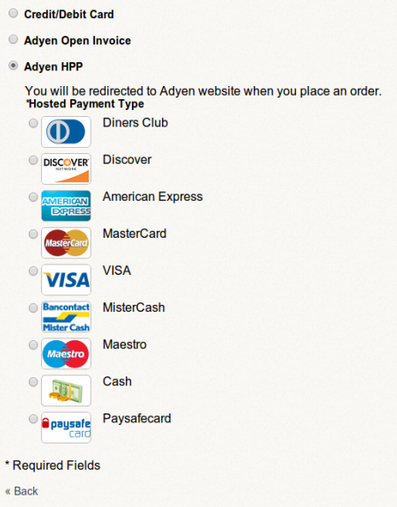 Credit/Debit Card
Adyen Open Invoice
Adyen HPP
You will be redirected to Adyen website when you place an order.
*Hosted Payment Type
Diners Club
DISCOVER
NETWORK
Discover
AMERICAN
EXPRESS
American Express
MasterCard
MasterCard
VISA
VISA
Bancontact
Mister Cash
MisterCash
Maestro
Maestro
Cash
paysafe
card
Paysafecard
* Required Fields
« Back